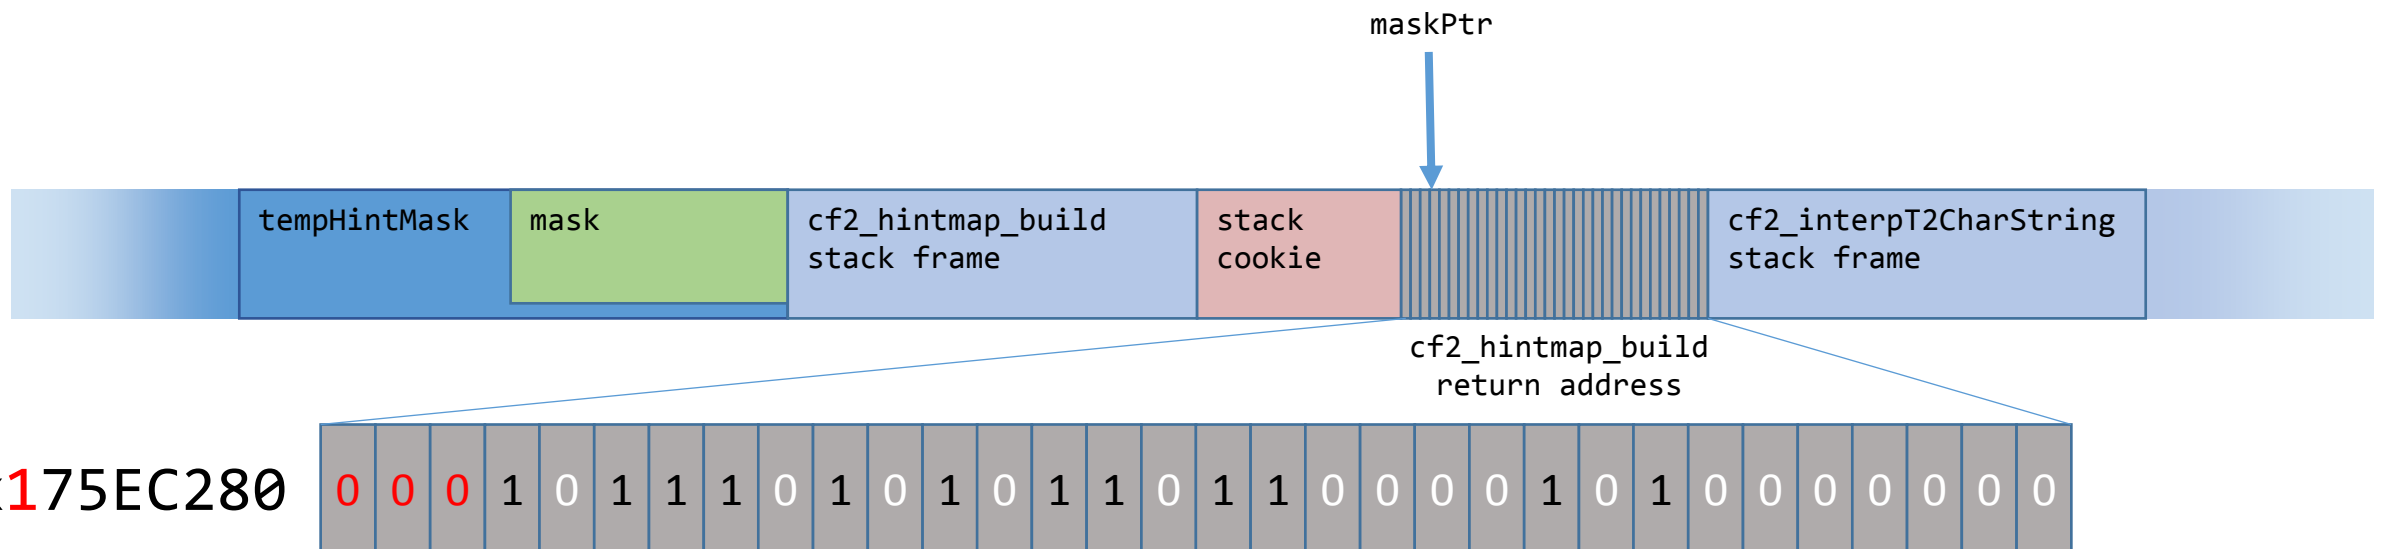 maskPtr
tempHintMask
mask
cf2_hintmap_build
stack frame
stack
cookie
cf2_interpT2CharString
stack frame
cf2_hintmap_build
return address
175EC280
0 0 0 1 0 1 1 1 0 1 0 1 0 1 1 0 1 1 0 0 0 0 1 0 1 0 0 0 0 0 0 0